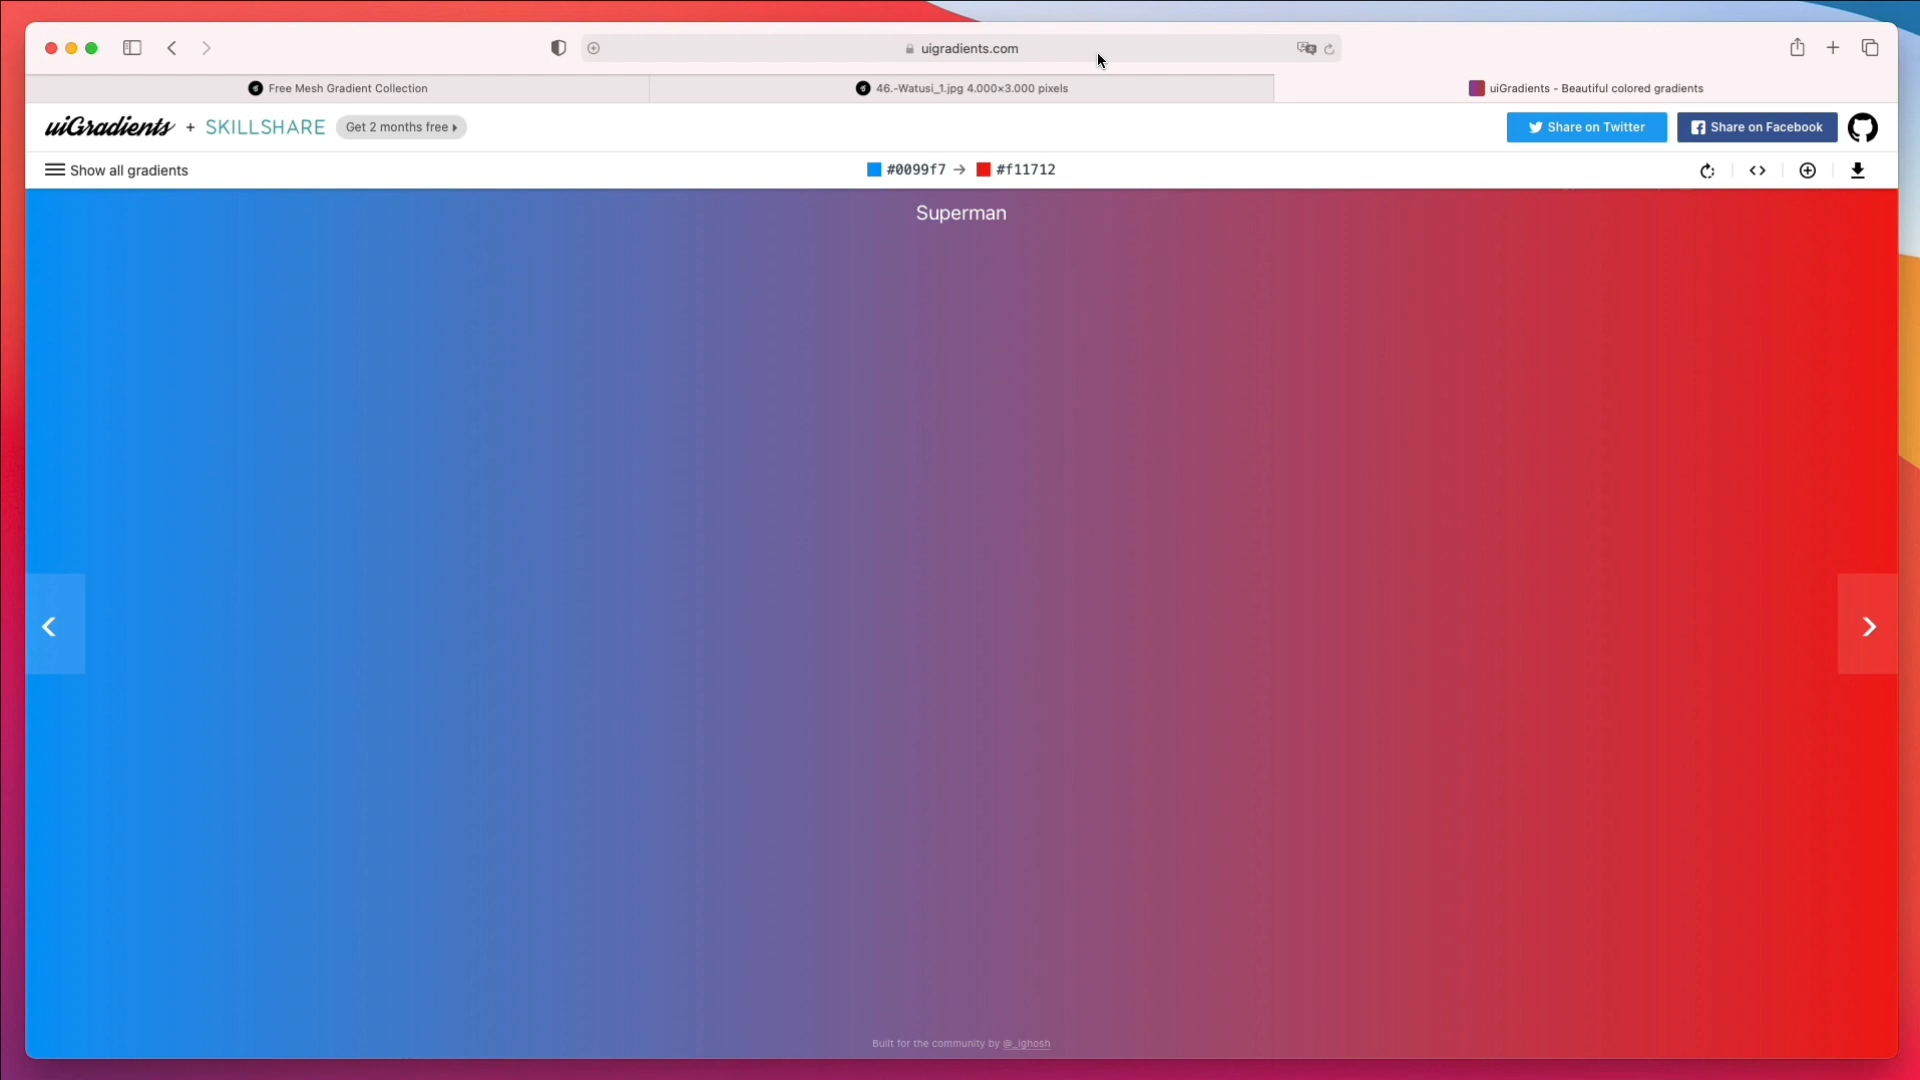 uigradients.com
Free Mesh Gradient Collection
46.-Watusi_1.jpg 4.000×3.000 pixels
uiGradients - Beautiful colored gradients
uiGradients + SKILLSHARE Get 2 months free
Share on Twitter
Share on Facebook
Show all gradients
#0099f7 → #f11712
Superman
Built for the community by @_ighosh